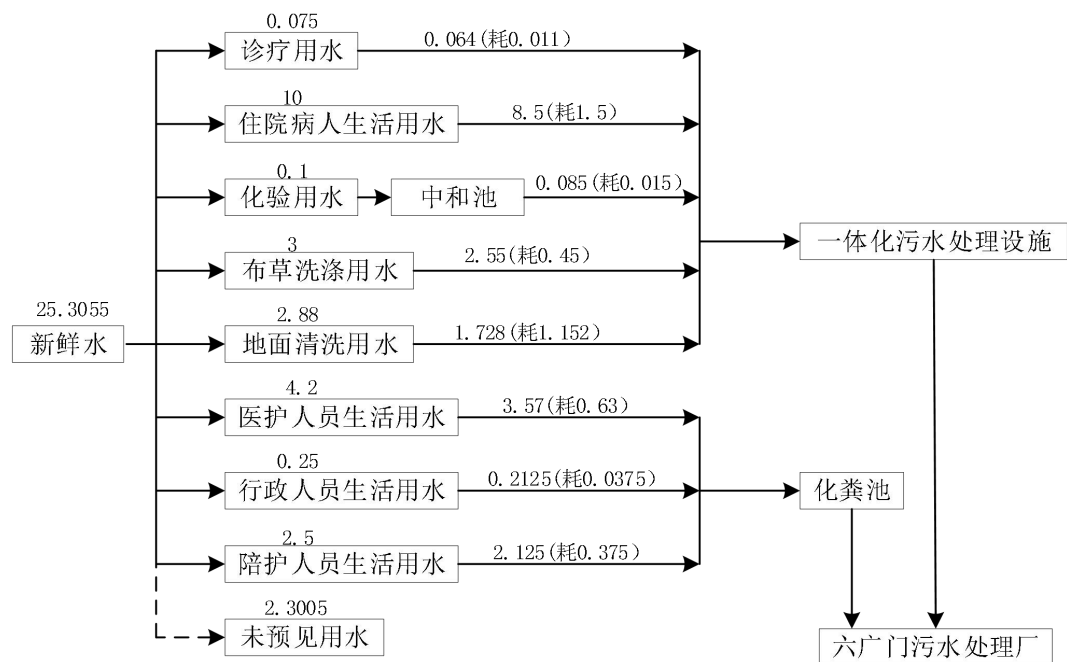 0.075
诊疗用水
0.064(耗0.011)
10
住院病人生活用水
8.5(耗1.5)
0.1
化验用水
中和池
0.085(耗0.015)
3
布草洗涤用水
2.55(耗0.45)
一体化污水处理设施
25.3055
新鲜水
2.88
地面清洗用水
1.728(耗1.152)
4.2
医护人员生活用水
3.57(耗0.63)
0.25
行政人员生活用水
0.2125(耗0.0375)
化粪池
2.5
陪护人员生活用水
2.125(耗0.375)
2.3005
未预见用水
六广门污水处理厂